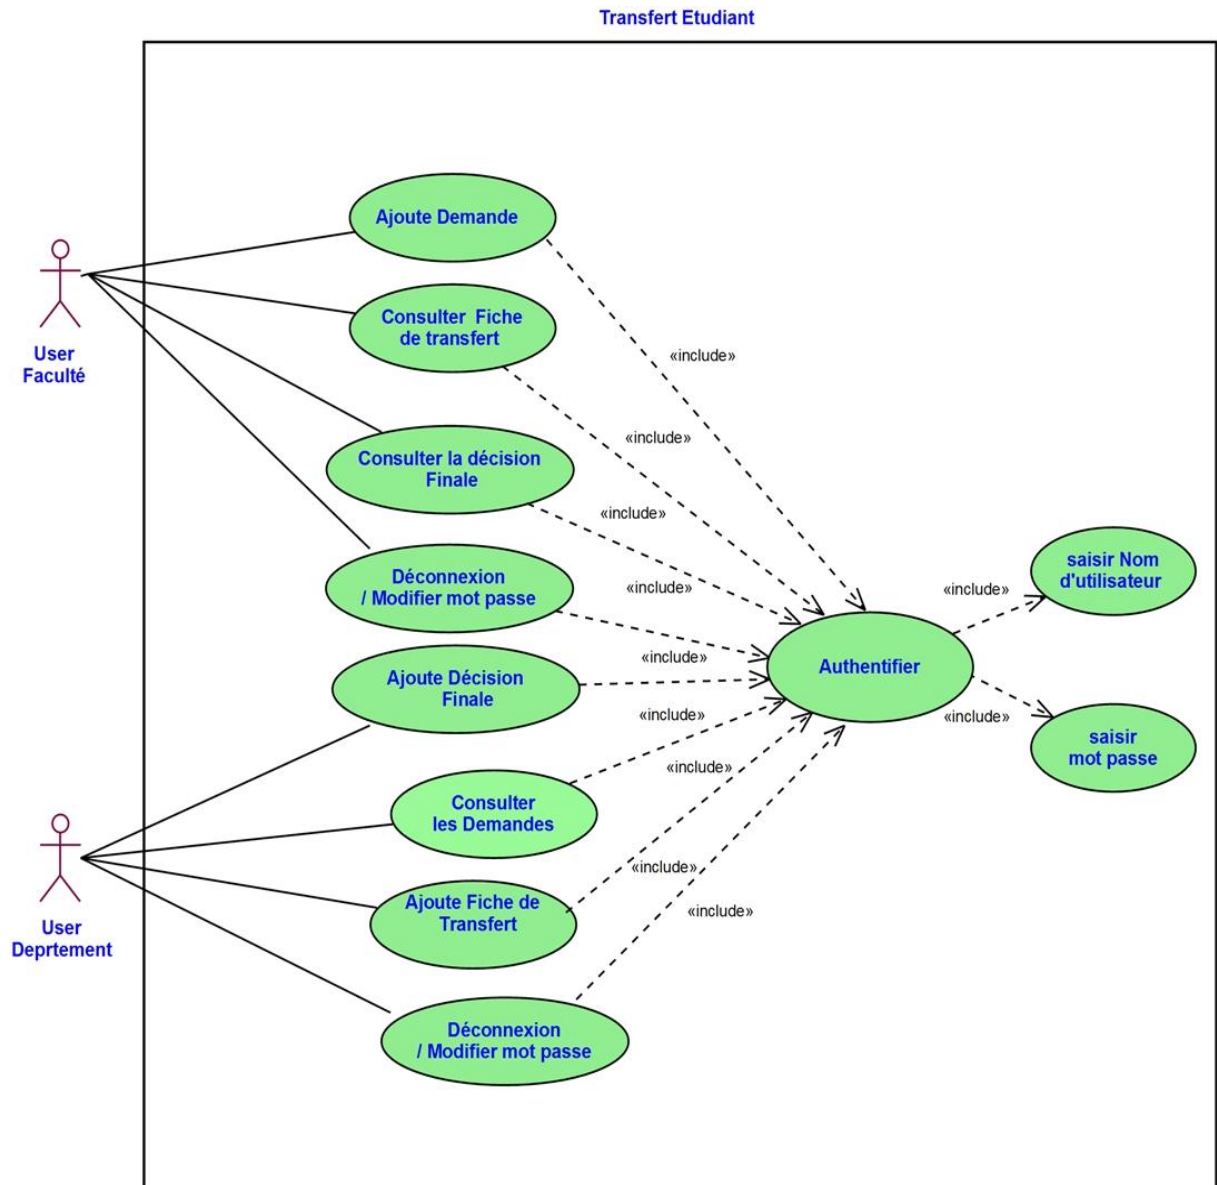 Transfert Etudiant
Ajoute Demande
Consulter Fiche
de transfert
User
Faculté
«include»
«include»
Consulter la décision
Finale
«include»
Déconnexion
/ Modifier mot passe
«include»
saisir Nom
d'utilisateur
«include»
Authentifier
«include»
Ajoute Décision
Finale
«include»
«include»
saisir
mot passe
«include»
Consulter
les Demandes
«include»
User
Deprtement
Ajoute Fiche de
Transfert
«include»
Déconnexion
/ Modifier mot passe